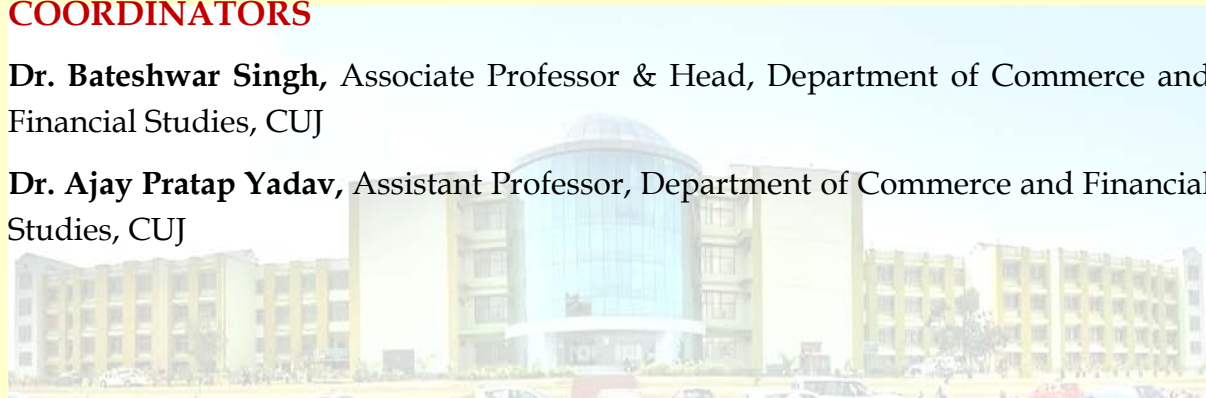 COORDINATORS
Dr. Bateshwar Singh, Associate Professor & Head, Department of Commerce and
Financial Studies, CUJ
Dr. Ajay Pratap Yadav, Assistant Professor, Department of Commerce and Financial
Studies, CUJ